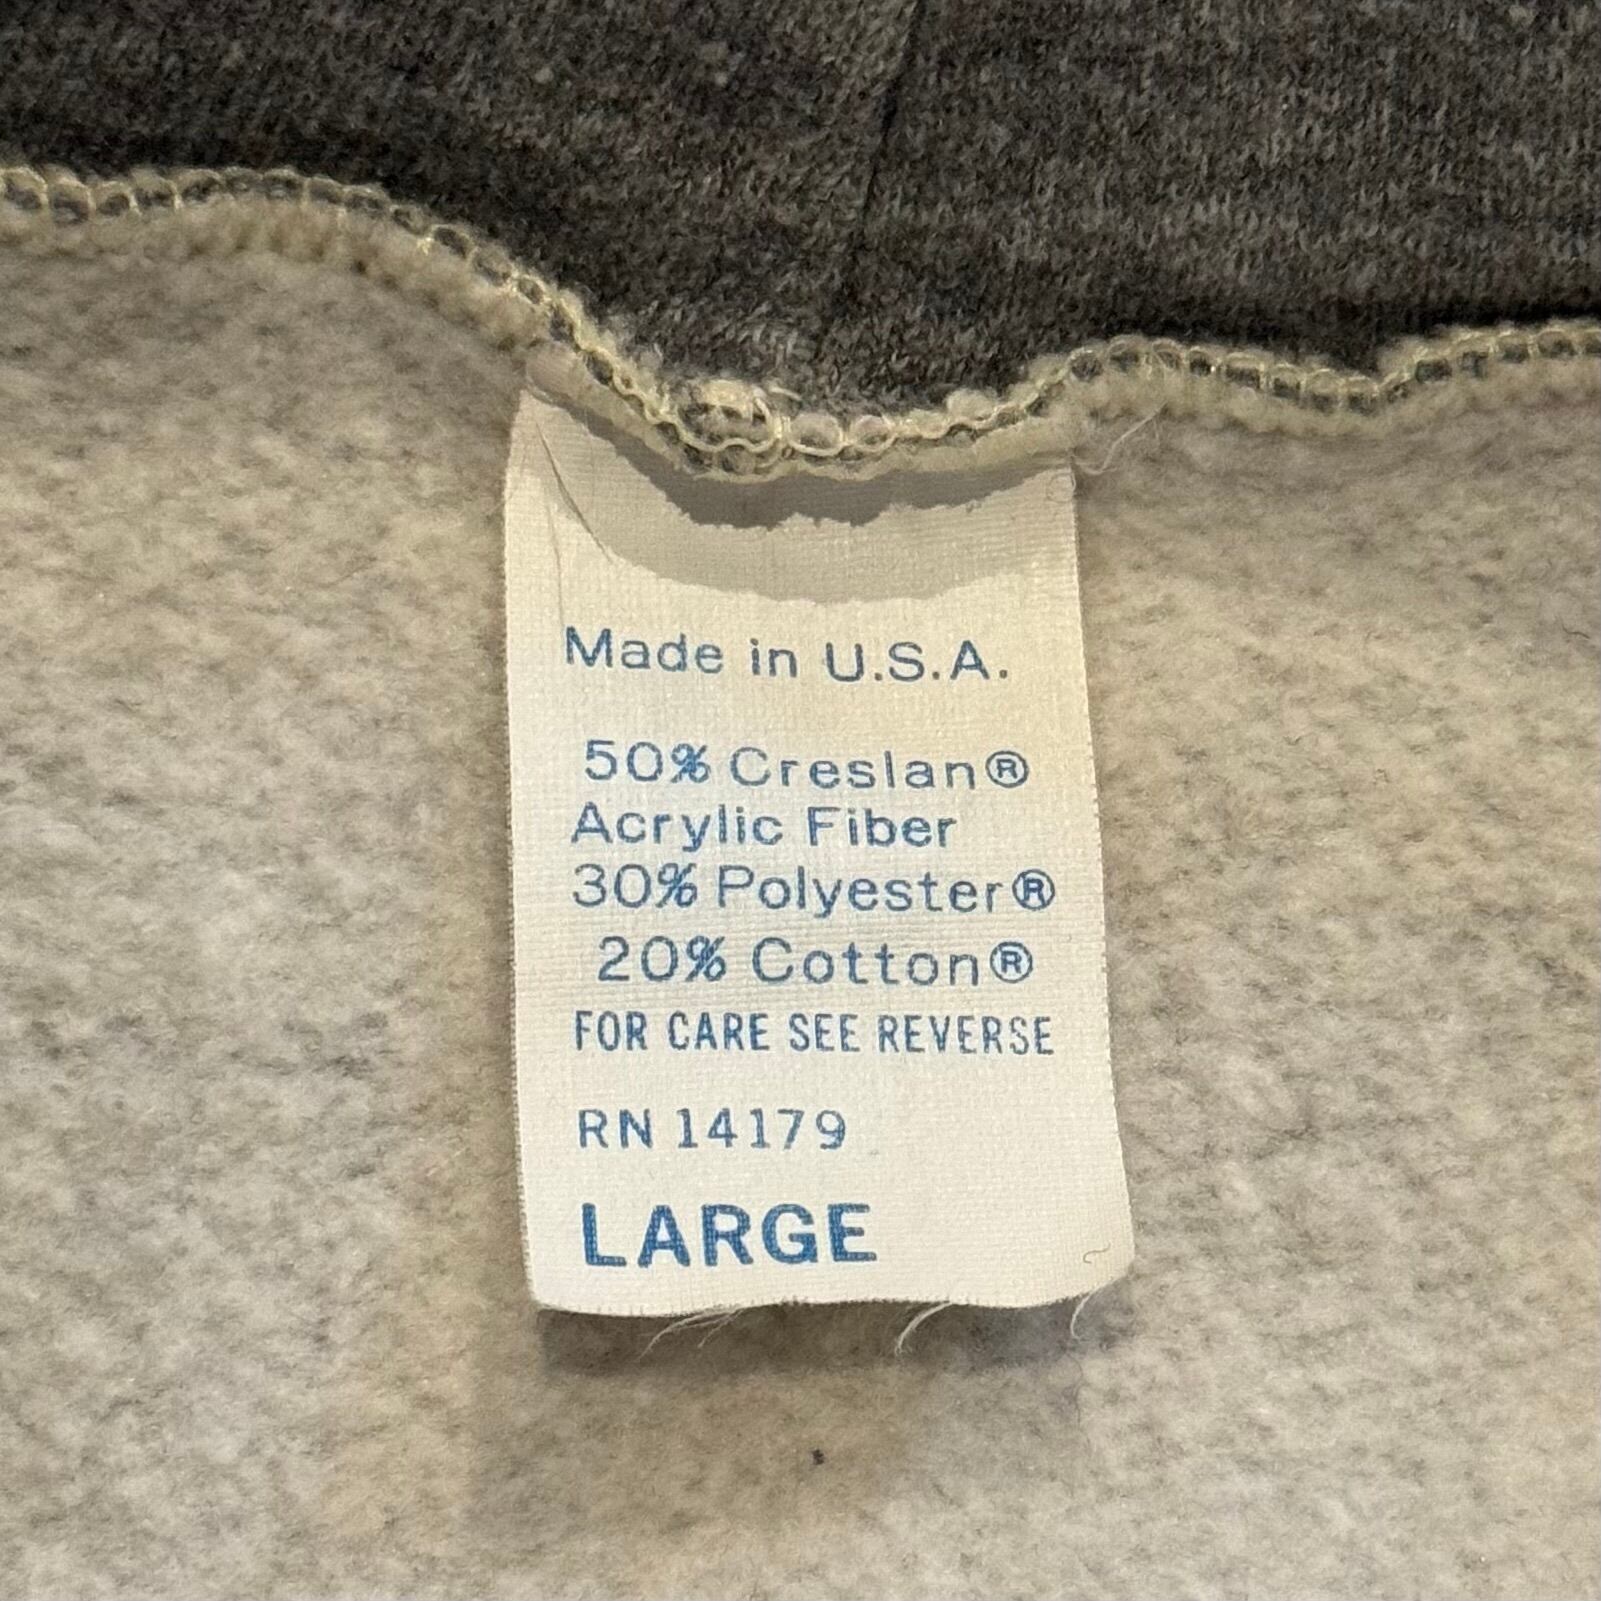 Made in U.S.A.
50% Creslan®
Acrylic Fiber
30% Polyester®
20% Cotton®
FOR CARE SEE REVERSE
RN 14179
LARGE